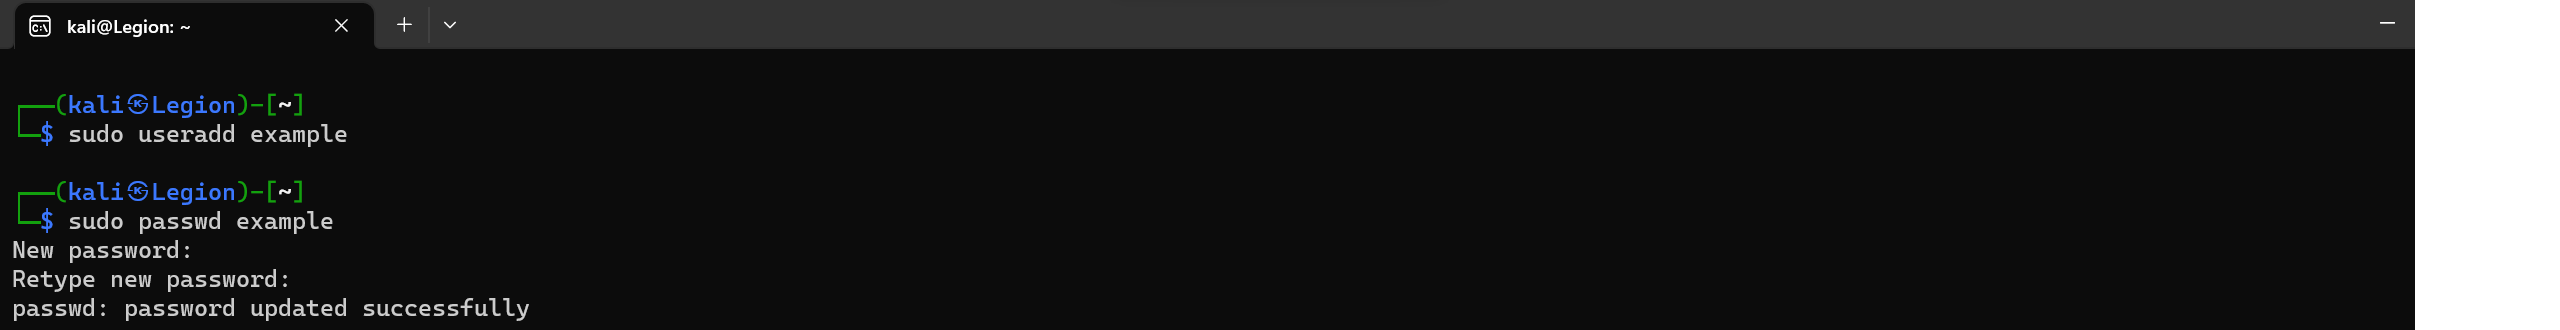 kali@Legion: ~
┌──(kali㉿Legion)-[~]
└─$ sudo useradd example
┌──(kali㉿Legion)-[~]
└─$ sudo passwd example
New password:
Retype new password:
passwd: password updated successfully